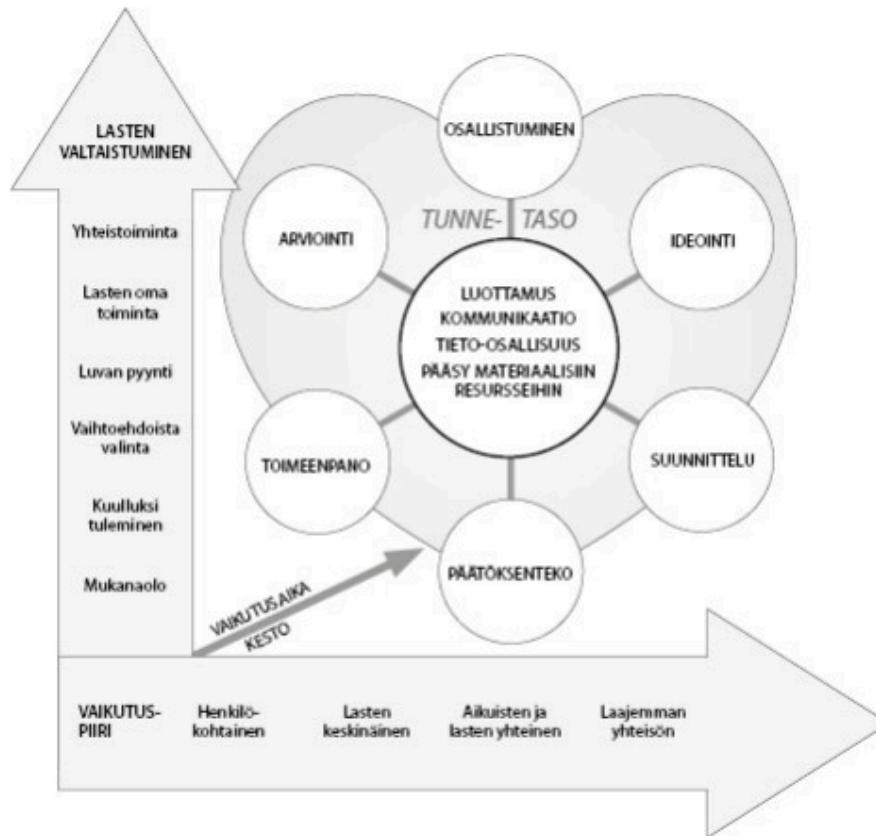 LASTEN
VALTAISTUMINEN
Yhteistoiminta
Lasten oma
toiminta
Luvan pyynti
Vaihtoehdoista
valinta
Kuulluksi
tuleminen
Mukanaolo
OSALLISTUMINEN
TUNNE- TASO
ARVIOINTI
IDEOINTI
LUOTTAMUS
KOMMUNIKAATIO
TIETO-OSALLISUUS
PÄÄSY MATERIAALISIIN
RESURSSEIHIN
TOIMEENPANO
SUUNNITTELU
PÄÄTÖKSENTEKO
VAIKUTUSAIKA
KESTO
VAIKUTUS-
PIIRI
Henkilö-
kohtainen
Lasten
keskinäinen
Aikuisten ja
lasten yhteinen
Laajemman
yhteisön